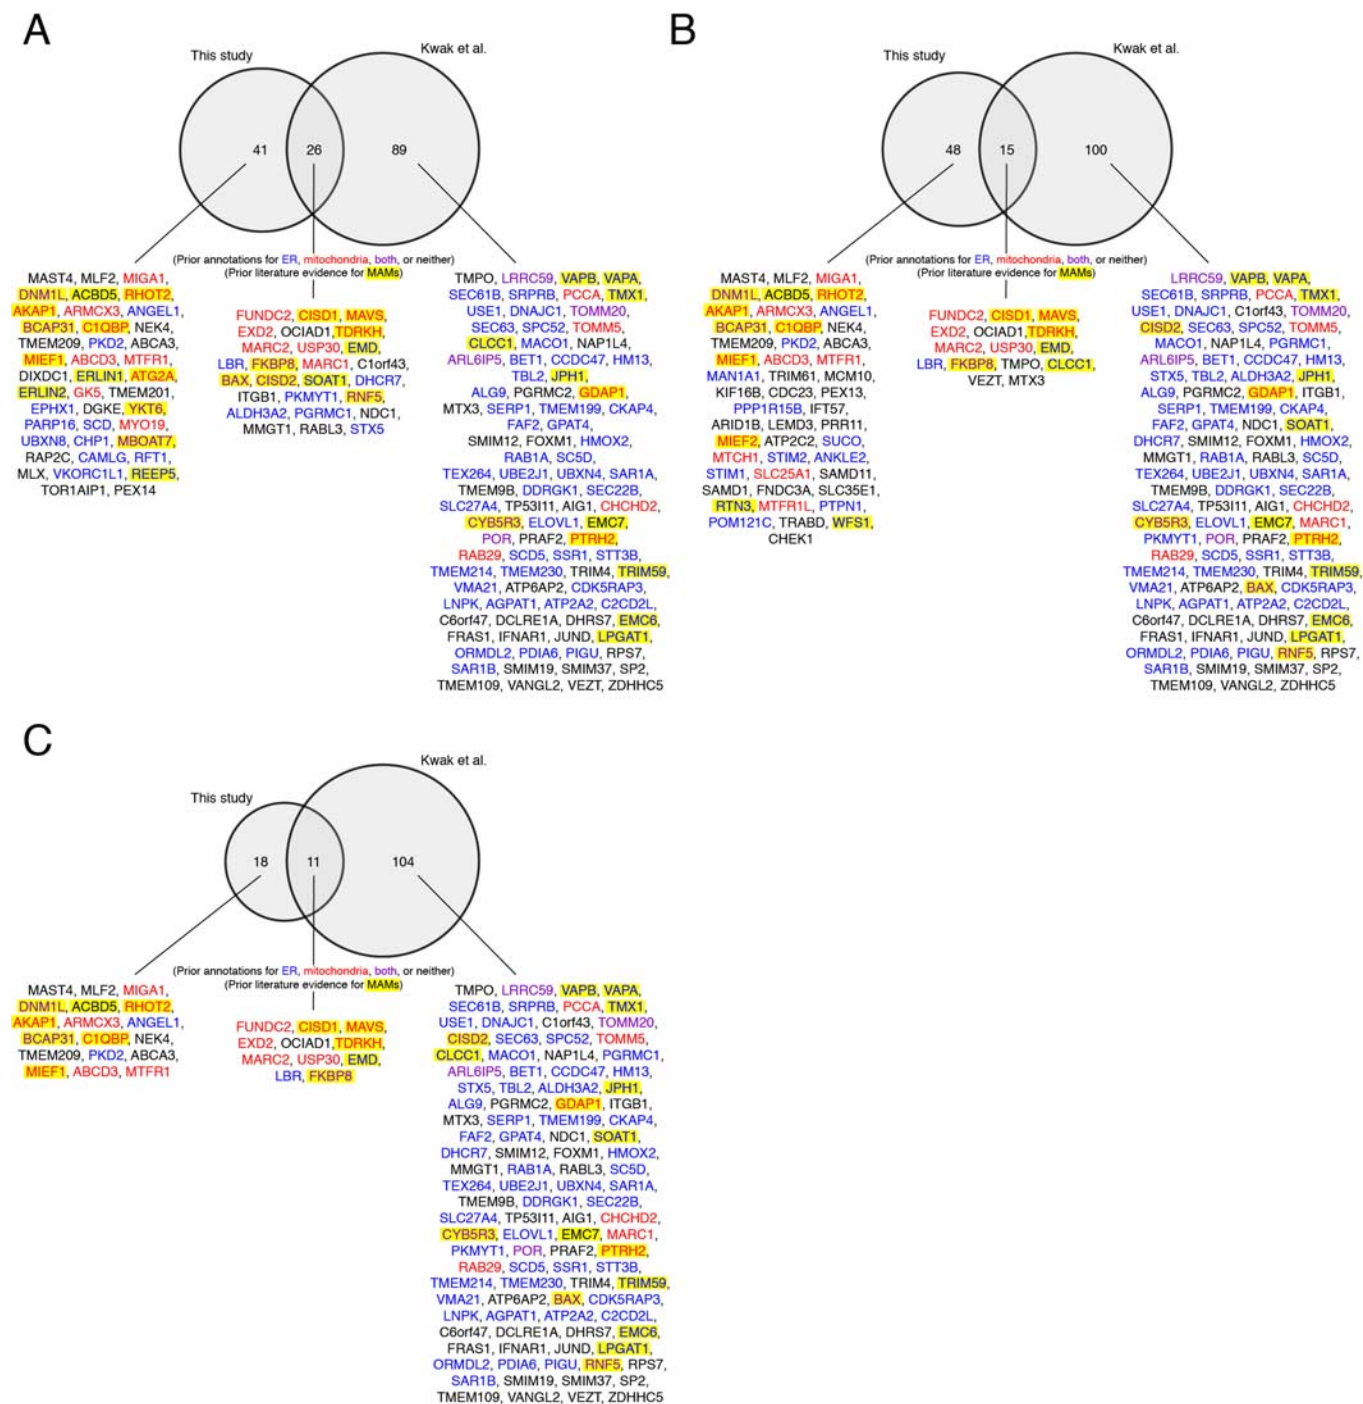 A
This study
Kwak et al.
41
26
89
(Prior annotations for ER, mitochondria, both, or neither)
(Prior literature evidence for MAMs)
MAST4, MLF2, MIGA1,
DNM1L, ACBD5, RHOT2,
AKAP1, ARMCX3, ANGEL1,
BCAP31, C1QBP, NEK4,
TMEM209, PKD2, ABCA3,
MIEF1, ABCD3, MTFR1,
DIXDC1, ERLIN1, ATG2A,
ERLIN2, GK5, TMEM201,
EPHX1, DGKE, YKT6,
PARP16, SCD, MYO19,
UBXN8, CHP1, MBOAT7,
RAP2C, CAMLG, RFT1,
MLX, VKORC1L1, REEP5,
TOR1AIP1, PEX14
FUNDC2, CISD1, MAVS,
EXD2, OCIAD1, TDRKH,
MARC2, USP30, EMD,
LBR, FKBP8, MARC1, C1orf43,
BAX, CISD2, SOAT1, DHCR7,
ITGB1, PKMYT1, RNF5,
ALDH3A2, PGRMC1, NDC1,
MMGT1, RABL3, STX5
TMPO, LRRC59, VAPB, VAPA,
SEC61B, SRPRB, PCCA, TMX1,
USE1, DNAJC1, TOMM20,
SEC63, SPC52, TOMM5,
CLCC1, MACO1, NAP1L4,
ARL6IP5, BET1, CCDC47, HM13,
TBL2, JPH1,
ALG9, PGRMC2, GDAP1,
MTX3, SERP1, TMEM199, CKAP4,
FAF2, GPAT4,
SMIM12, FOXM1, HMOX2,
RAB1A, SC5D,
TEX264, UBE2J1, UBXN4, SAR1A,
TMEM9B, DDRGK1, SEC22B,
SLC27A4, TP53I11, AIG1, CHCHD2,
CYB5R3, ELOVL1, EMC7,
POR, PRAF2, PTRH2,
RAB29, SCD5, SSR1, STT3B,
TMEM214, TMEM230, TRIM4, TRIM59,
VMA21, ATP6AP2, CDK5RAP3,
LNPK, AGPAT1, ATP2A2, C2CD2L,
C6orf47, DCLRE1A, DHRS7, EMC6,
FRAS1, IFNAR1, JUND, LPGAT1,
ORMDL2, PDIA6, PIGU, RPS7,
SAR1B, SMIM19, SMIM37, SP2,
TMEM109, VANGL2, VEZT, ZDHHC5
B
This study
Kwak et al.
48
15
100
(Prior annotations for ER, mitochondria, both, or neither)
(Prior literature evidence for MAMs)
MAST4, MLF2, MIGA1,
DNM1L, ACBD5, RHOT2,
AKAP1, ARMCX3, ANGEL1,
BCAP31, C1QBP, NEK4,
TMEM209, PKD2, ABCA3,
MIEF1, ABCD3, MTFR1,
MAN1A1, TRIM61, MCM10,
KIF16B, CDC23, PEX13,
PPP1R15B, IFT57,
ARID1B, LEMD3, PRR11,
MIEF2, ATP2C2, SUCO,
MTCH1, STIM2, ANKLE2,
STIM1, SLC25A1, SAMD11,
SAMD1, FNDC3A, SLC35E1,
RTN3, MTFR1L, PTPN1,
POM121C, TRABD, WFS1,
CHEK1
FUNDC2, CISD1, MAVS,
EXD2, OCIAD1, TDRKH,
MARC2, USP30, EMD,
LBR, FKBP8, TMPO, CLCC1,
VEZT, MTX3
LRRC59, VAPB, VAPA,
SEC61B, SRPRB, PCCA, TMX1,
USE1, DNAJC1, C1orf43, TOMM20,
CISD2, SEC63, SPC52, TOMM5,
MACO1, NAP1L4, PGRMC1,
ARL6IP5, BET1, CCDC47, HM13,
STX5, TBL2, ALDH3A2, JPH1,
ALG9, PGRMC2, GDAP1, ITGB1,
SERP1, TMEM199, CKAP4,
FAF2, GPAT4, NDC1, SOAT1,
DHCR7, SMIM12, FOXM1, HMOX2,
MMGT1, RAB1A, RABL3, SC5D,
TEX264, UBE2J1, UBXN4, SAR1A,
TMEM9B, DDRGK1, SEC22B,
SLC27A4, TP53I11, AIG1, CHCHD2,
CYB5R3, ELOVL1, EMC7, MARC1,
PKMYT1, POR, PRAF2, PTRH2,
RAB29, SCD5, SSR1, STT3B,
TMEM214, TMEM230, TRIM4, TRIM59,
VMA21, ATP6AP2, BAX, CDK5RAP3,
LNPK, AGPAT1, ATP2A2, C2CD2L,
C6orf47, DCLRE1A, DHRS7, EMC6,
FRAS1, IFNAR1, JUND, LPGAT1,
ORMDL2, PDIA6, PIGU, RNF5, RPS7,
SAR1B, SMIM19, SMIM37, SP2,
TMEM109, VANGL2, ZDHHC5
C
This study
Kwak et al.
18
11
104
(Prior annotations for ER, mitochondria, both, or neither)
(Prior literature evidence for MAMs)
MAST4, MLF2, MIGA1,
DNM1L, ACBD5, RHOT2,
AKAP1, ARMCX3, ANGEL1,
BCAP31, C1QBP, NEK4,
TMEM209, PKD2, ABCA3,
MIEF1, ABCD3, MTFR1
FUNDC2, CISD1, MAVS,
EXD2, OCIAD1, TDRKH,
MARC2, USP30, EMD,
LBR, FKBP8
TMPO, LRRC59, VAPB, VAPA,
SEC61B, SRPRB, PCCA, TMX1,
USE1, DNAJC1, C1orf43, TOMM20,
CISD2, SEC63, SPC52, TOMM5,
CLCC1, MACO1, NAP1L4, PGRMC1,
ARL6IP5, BET1, CCDC47, HM13,
STX5, TBL2, ALDH3A2, JPH1,
ALG9, PGRMC2, GDAP1, ITGB1,
MTX3, SERP1, TMEM199, CKAP4,
FAF2, GPAT4, NDC1, SOAT1,
DHCR7, SMIM12, FOXM1, HMOX2,
MMGT1, RAB1A, RABL3, SC5D,
TEX264, UBE2J1, UBXN4, SAR1A,
TMEM9B, DDRGK1, SEC22B,
SLC27A4, TP53I11, AIG1, CHCHD2,
CYB5R3, ELOVL1, EMC7, MARC1,
PKMYT1, POR, PRAF2, PTRH2,
RAB29, SCD5, SSR1, STT3B,
TMEM214, TMEM230, TRIM4, TRIM59,
VMA21, ATP6AP2, BAX, CDK5RAP3,
LNPK, AGPAT1, ATP2A2, C2CD2L,
C6orf47, DCLRE1A, DHRS7, EMC6,
FRAS1, IFNAR1, JUND, LPGAT1,
ORMDL2, PDIA6, PIGU, RNF5, RPS7,
SAR1B, SMIM19, SMIM37, SP2,
TMEM109, VANGL2, VEZT, ZDHHC5